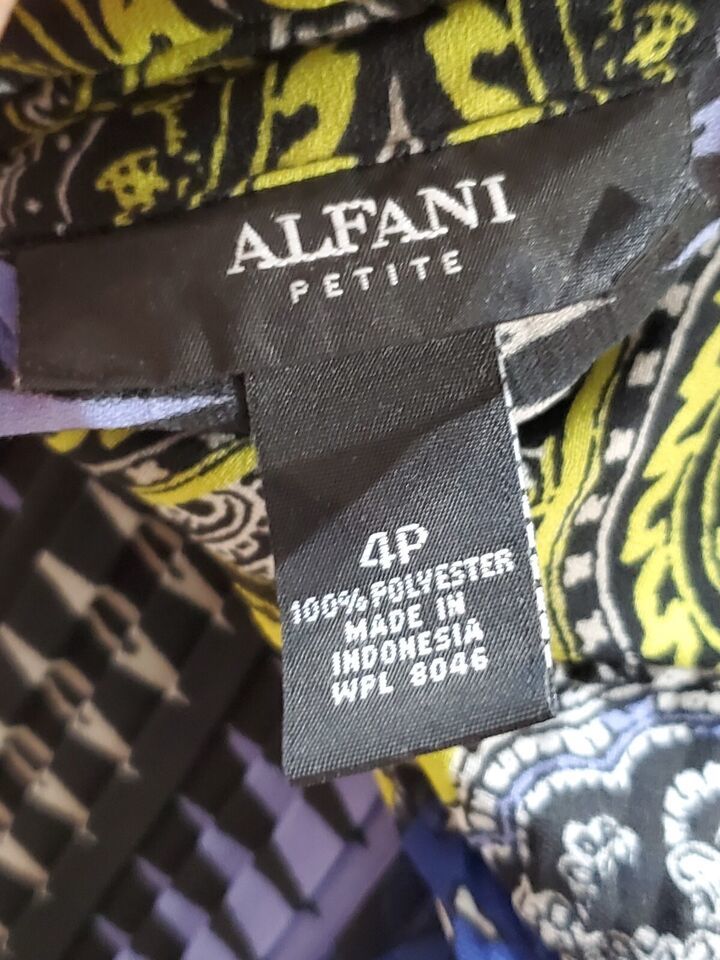 ALFANI
PETITE
4P
100% POLYESTER
MADE IN
INDONESIA
WPL 8046